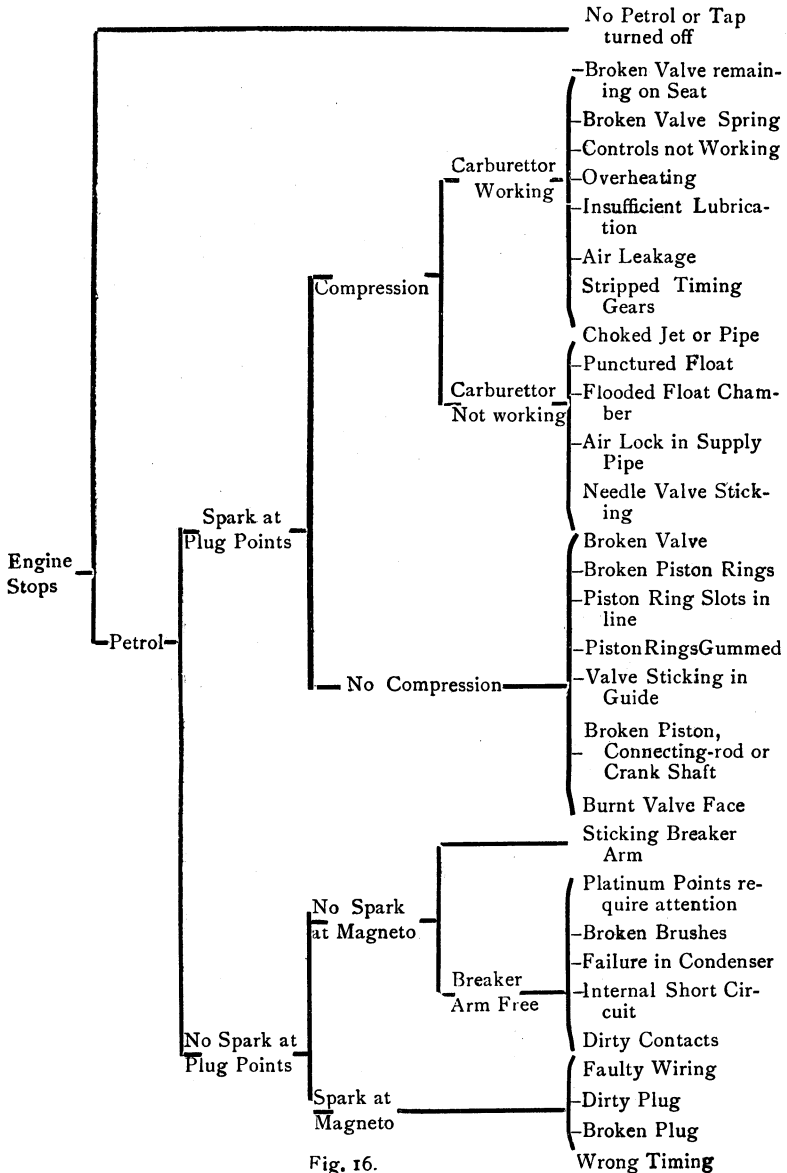 No Petrol or Tap
turned off
Broken Valve remain-
ing on Seat
Broken Valve Spring
Controls not Working
Carburettor
Working
Overheating
Insufficient Lubrica-
tion
Air Leakage
Compression
Stripped Timing
Gears
Choked Jet or Pipe
Punctured Float
Carburettor
Not working
Flooded Float Cham-
ber
Air Lock in Supply
Pipe
Needle Valve Stick-
ing
Spark at
Plug Points
Broken Valve
Engine
Stops
Broken Piston Rings
Piston Ring Slots in
line
Petrol
Piston Rings Gummed
No Compression
Valve Sticking in
Guide
Broken Piston,
Connecting-rod or
Crank Shaft
Burnt Valve Face
Sticking Breaker
Arm
No Spark
at Magneto
Platinum Points re-
quire attention
Broken Brushes
Failure in Condenser
Breaker
Arm Free
Internal Short Cir-
cuit
No Spark at
Plug Points
Dirty Contacts
Faulty Wiring
Spark at
Magneto
Dirty Plug
Broken Plug
Wrong Timing
Fig. 16.